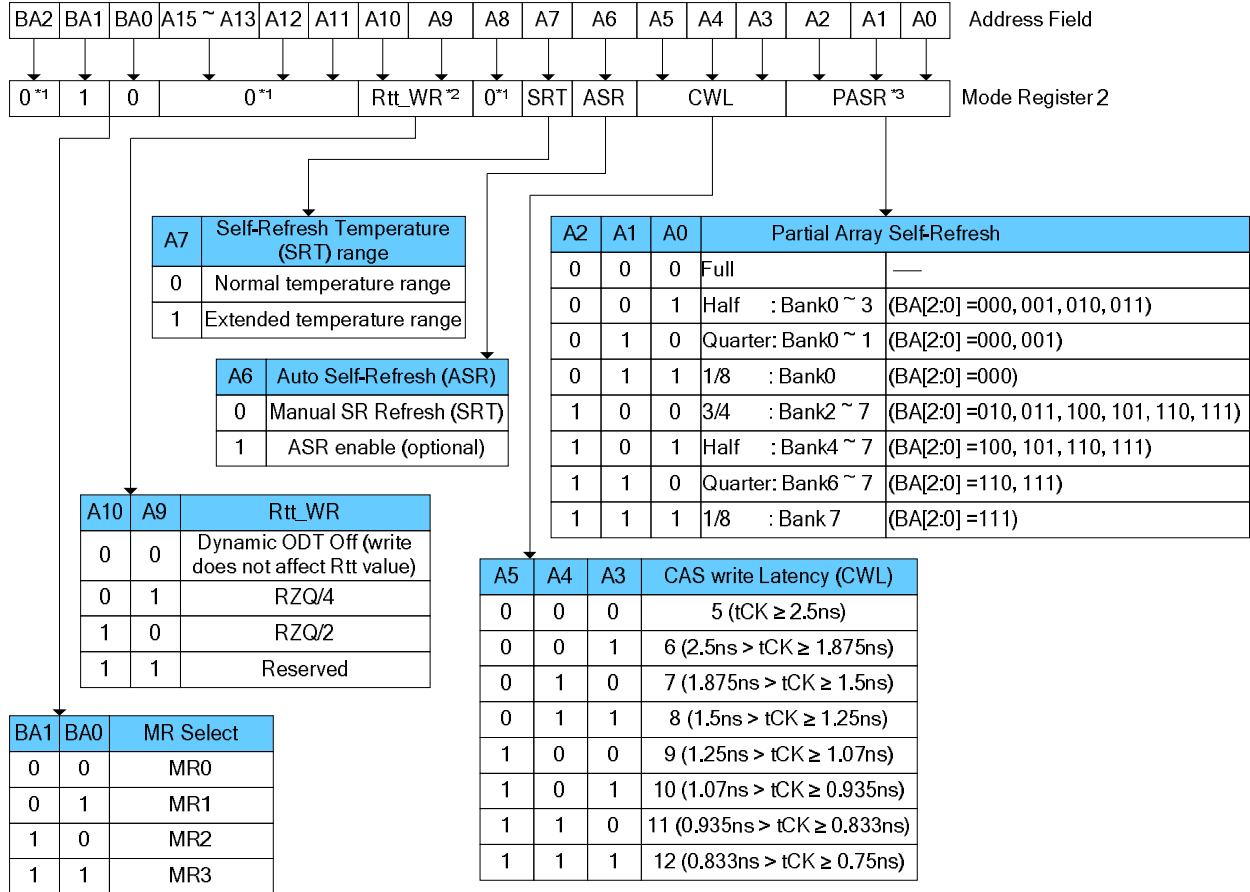 BA2 BA1 BA0 A15 ~ A13 A12 A11 A10 A9 A8 A7 A6 A5 A4 A3 A2 A1 A0 Address Field
0*1 1 0 0*1 Rtt_WR*2 0*1 SRT ASR CWL PASR*3 Mode Register 2
A7 Self-Refresh Temperature (SRT) range
0 Normal temperature range
1 Extended temperature range
A6 Auto Self-Refresh (ASR)
0 Manual SR Refresh (SRT)
1 ASR enable (optional)
A10 A9 Rtt_WR
0 0 Dynamic ODT Off (write does not affect Rtt value)
0 1 RZQ/4
1 0 RZQ/2
1 1 Reserved
BA1 BA0 MR Select
0 0 MR0
0 1 MR1
1 0 MR2
1 1 MR3
A2 A1 A0 Partial Array Self-Refresh
0 0 0 Full —
0 0 1 Half : Bank0 ~ 3 (BA[2:0] =000, 001, 010, 011)
0 1 0 Quarter: Bank0 ~ 1 (BA[2:0] =000, 001)
0 1 1 1/8 : Bank0 (BA[2:0] =000)
1 0 0 3/4 : Bank2 ~ 7 (BA[2:0] =010, 011, 100, 101, 110, 111)
1 0 1 Half : Bank4 ~ 7 (BA[2:0] =100, 101, 110, 111)
1 1 0 Quarter: Bank6 ~ 7 (BA[2:0] =110, 111)
1 1 1 1/8 : Bank 7 (BA[2:0] =111)
A5 A4 A3 CAS write Latency (CWL)
0 0 0 5 (tCK ≥ 2.5ns)
0 0 1 6 (2.5ns > tCK ≥ 1.875ns)
0 1 0 7 (1.875ns > tCK ≥ 1.5ns)
0 1 1 8 (1.5ns > tCK ≥ 1.25ns)
1 0 0 9 (1.25ns > tCK ≥ 1.07ns)
1 0 1 10 (1.07ns > tCK ≥ 0.935ns)
1 1 0 11 (0.935ns > tCK ≥ 0.833ns)
1 1 1 12 (0.833ns > tCK ≥ 0.75ns)